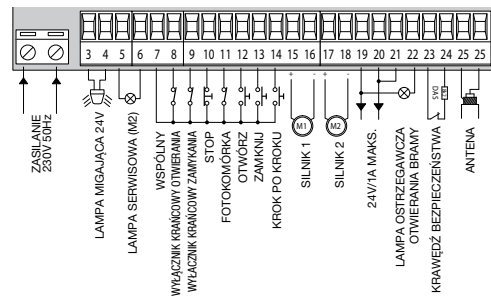 3 4 5 6 7 8 9 10 11 12 13 14 15 16 17 18 19 20 21 22 23 24 25 25
+ - + -
M1
M2
DAS
8K2
ZASILANIE
230V 50Hz
LAMPA MIGAJĄCA 24V
LAMPA SERWISOWA (M2)
WSPÓLNY
WYŁĄCZNIK KRAŃCOWY OTWIERANIA
WYŁĄCZNIK KRAŃCOWY ZAMYKANIA
STOP
FOTOKOMÓRKA
OTWÓRZ
ZAMKNIJ
KROK PO KROKU
SILNIK 1
SILNIK 2
24V/1A MAKS.
LAMPA OSTRZEGAWCZA
OTWIERANIA BRAMY
KRAWĘDŹ BEZPIECZEŃSTWA
ANTENA